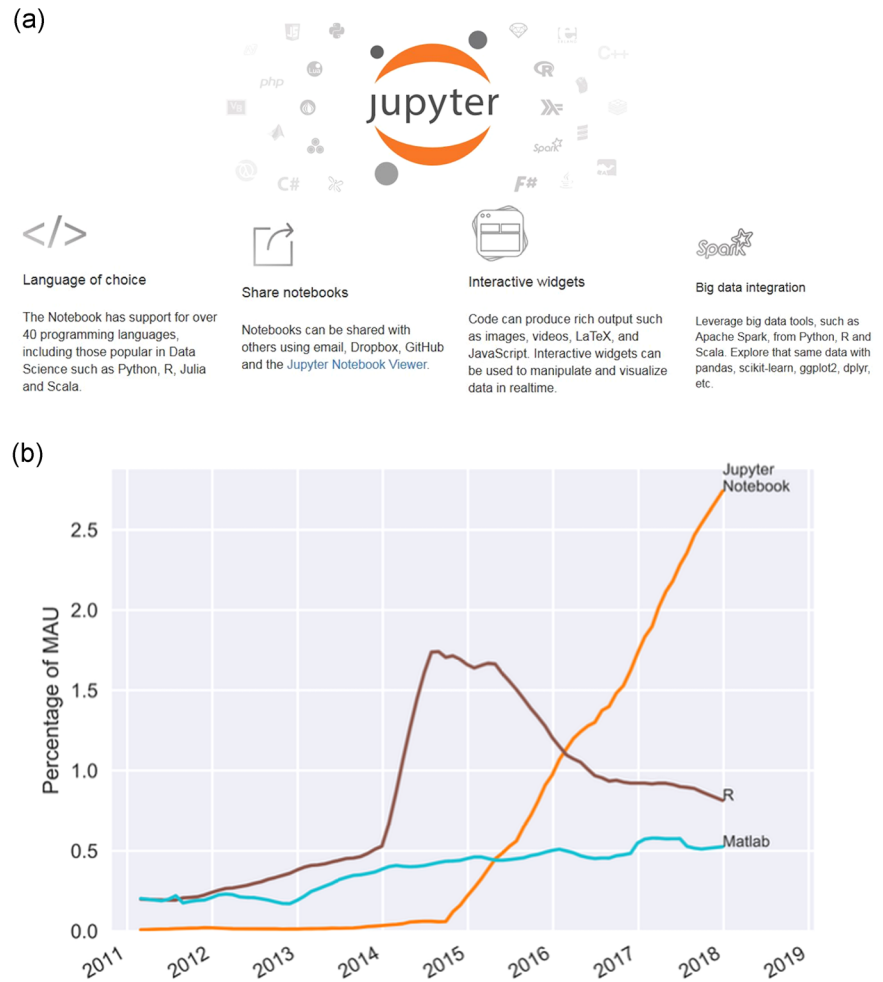 (a)
JS
Lua
php
C++
R
VB
Spark
C#
F#
jupyter
</>
Language of choice
The Notebook has support for over
40 programming languages,
including those popular in Data
Science such as Python, R, Julia
and Scala.
Share notebooks
Notebooks can be shared with
others using email, Dropbox, GitHub
and the Jupyter Notebook Viewer.
Interactive widgets
Code can produce rich output such
as images, videos, LaTeX, and
JavaScript. Interactive widgets can
be used to manipulate and visualize
data in realtime.
Spark
Big data integration
Leverage big data tools, such as
Apache Spark, from Python, R and
Scala. Explore that same data with
pandas, scikit-learn, ggplot2, dplyr,
etc.
(b)
Percentage of MAU
2.5
2.0
1.5
1.0
0.5
0.0
Jupyter
Notebook
R
Matlab
2011
2012
2013
2014
2015
2016
2017
2018
2019